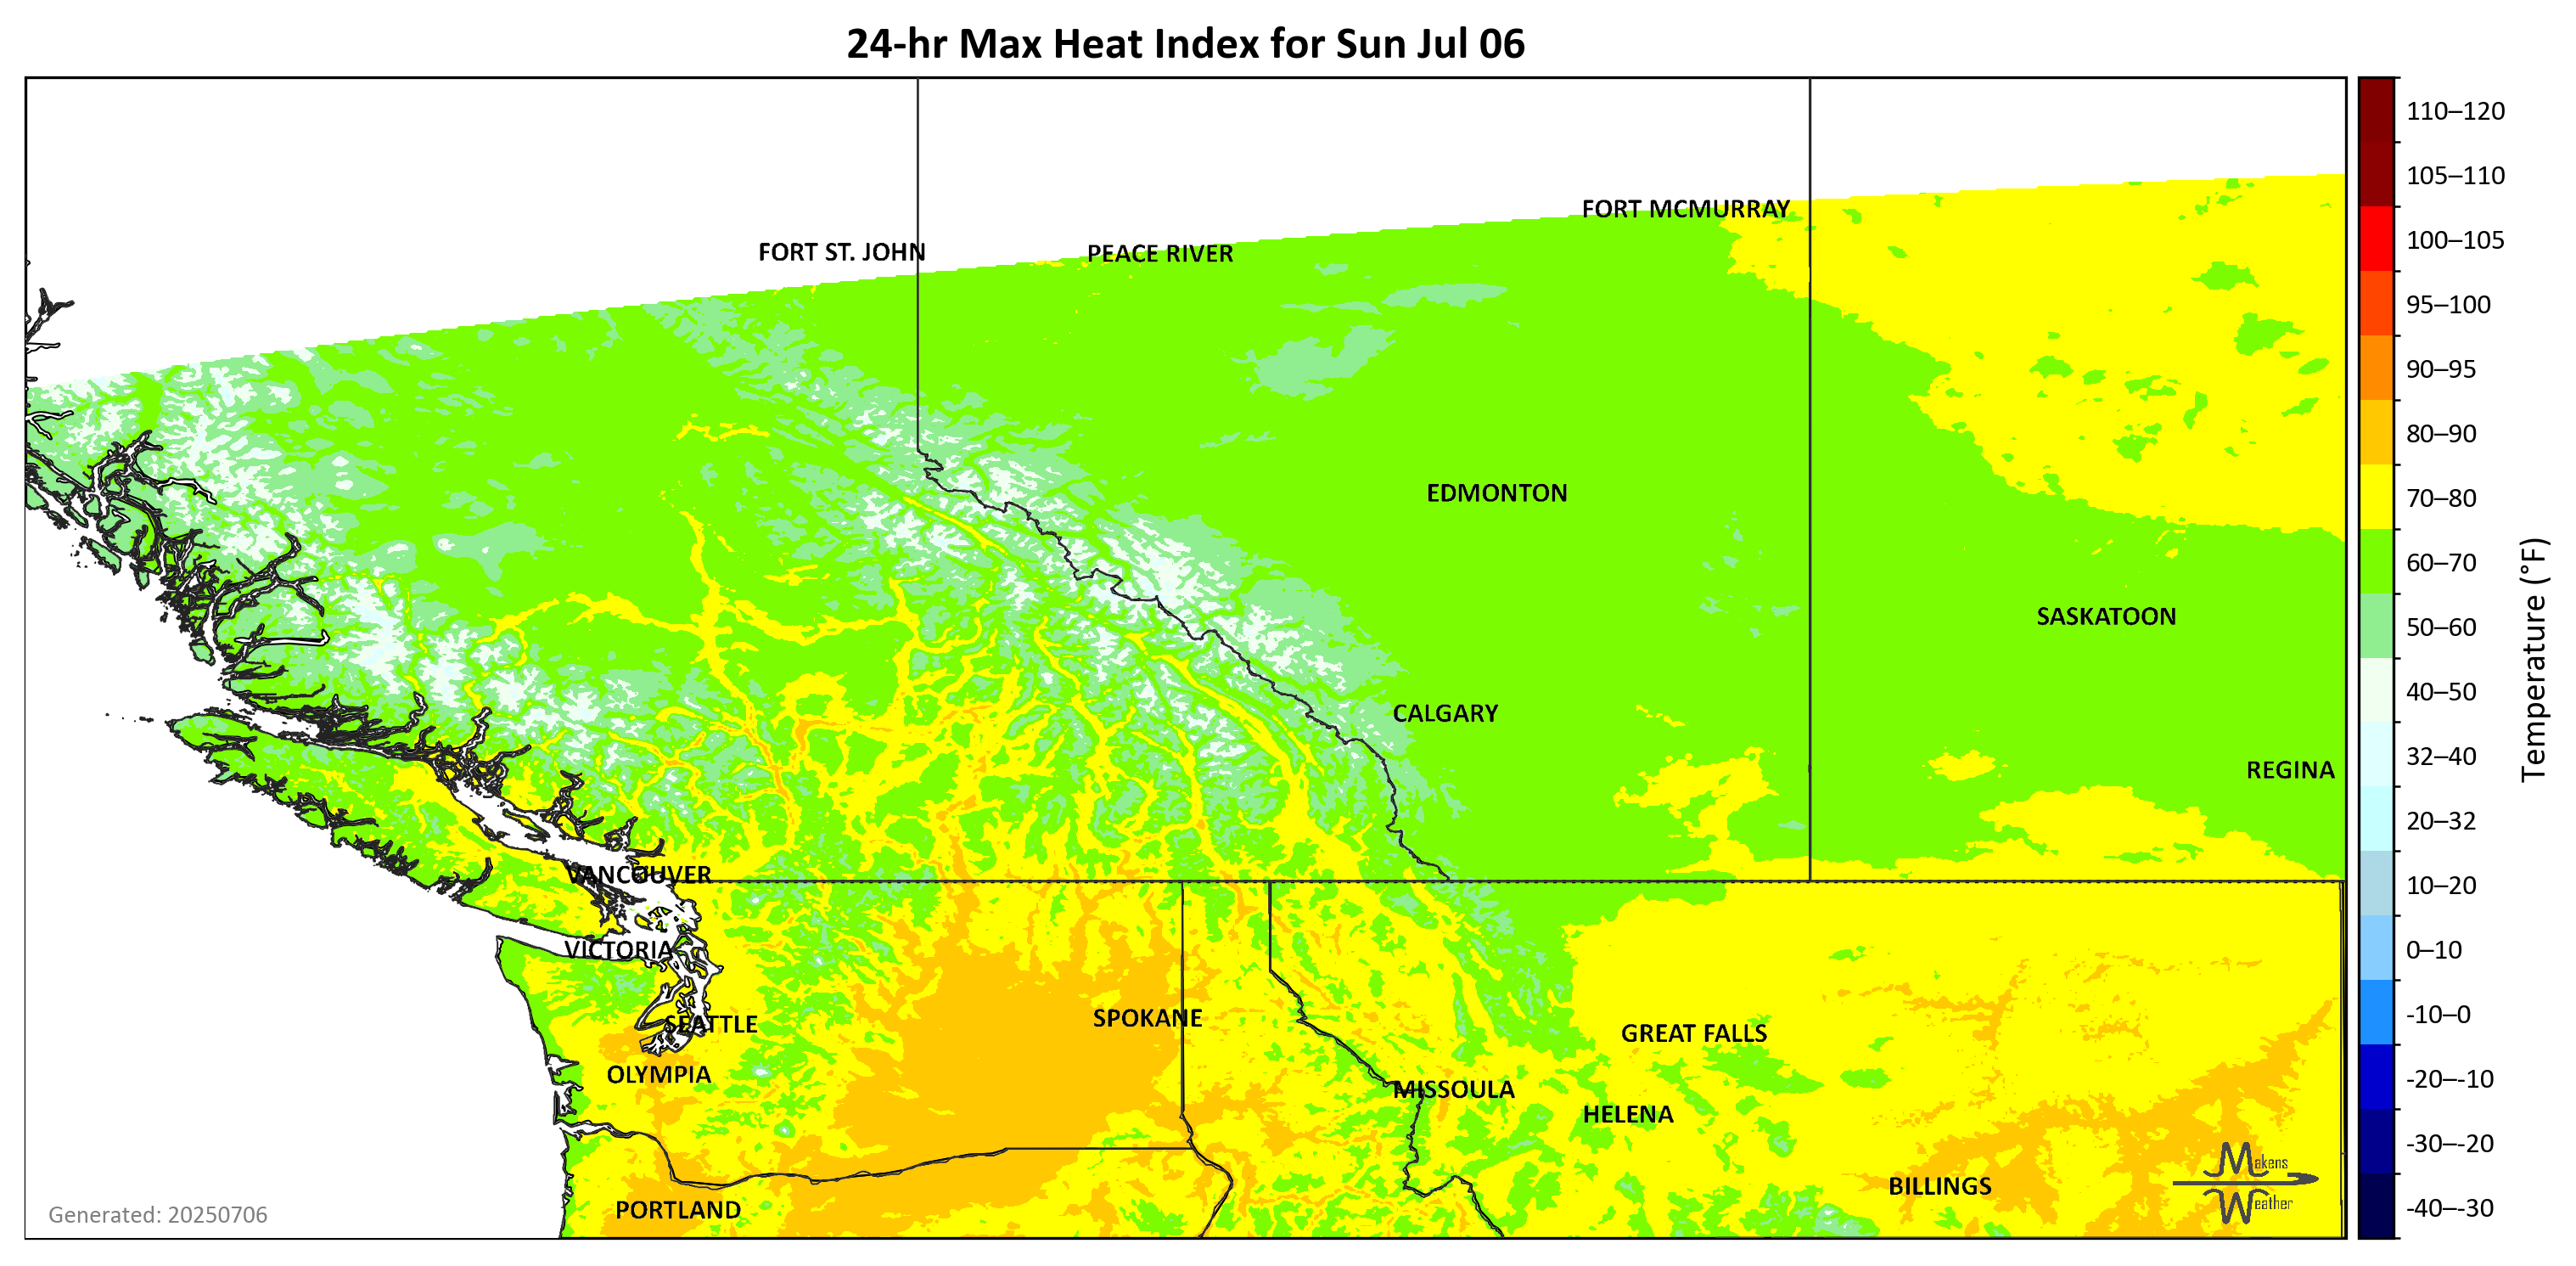 24-hr Max Heat Index for Sun Jul 06
FORT MCMURRAY
FORT ST. JOHN
PEACE RIVER
EDMONTON
SASKATOON
CALGARY
REGINA
VANCOUVER
VICTORIA
SPOKANE
SEATTLE
GREAT FALLS
OLYMPIA
MISSOULA
HELENA
BILLINGS
PORTLAND
Makens
Weather
Generated: 20250706
110–120
105–110
100–105
95–100
90–95
80–90
70–80
60–70
50–60
40–50
32–40
20–32
10–20
0–10
-10–0
-20–-10
-30–-20
-40–-30
Temperature (°F)